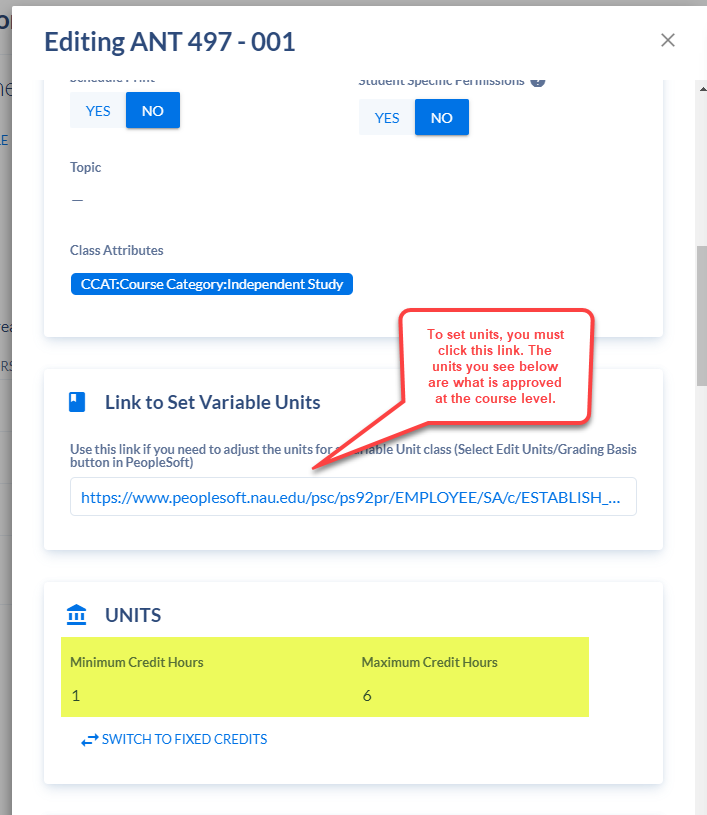 Editing ANT 497 - 001
Student Specific Permissions
YES NO
YES NO
Topic
—
Class Attributes
CCAT:Course Category:Independent Study
To set units, you must
click this link. The
units you see below
are what is approved
at the course level.
Link to Set Variable Units
Use this link if you need to adjust the units for Unit class (Select Edit Units/Grading Basis
button in PeopleSoft)
https://www.peoplesoft.nau.edu/psc/ps92pr/EMPLOYEE/SA/c/ESTABLISH_...
UNITS
Minimum Credit Hours
1
Maximum Credit Hours
6
SWITCH TO FIXED CREDITS